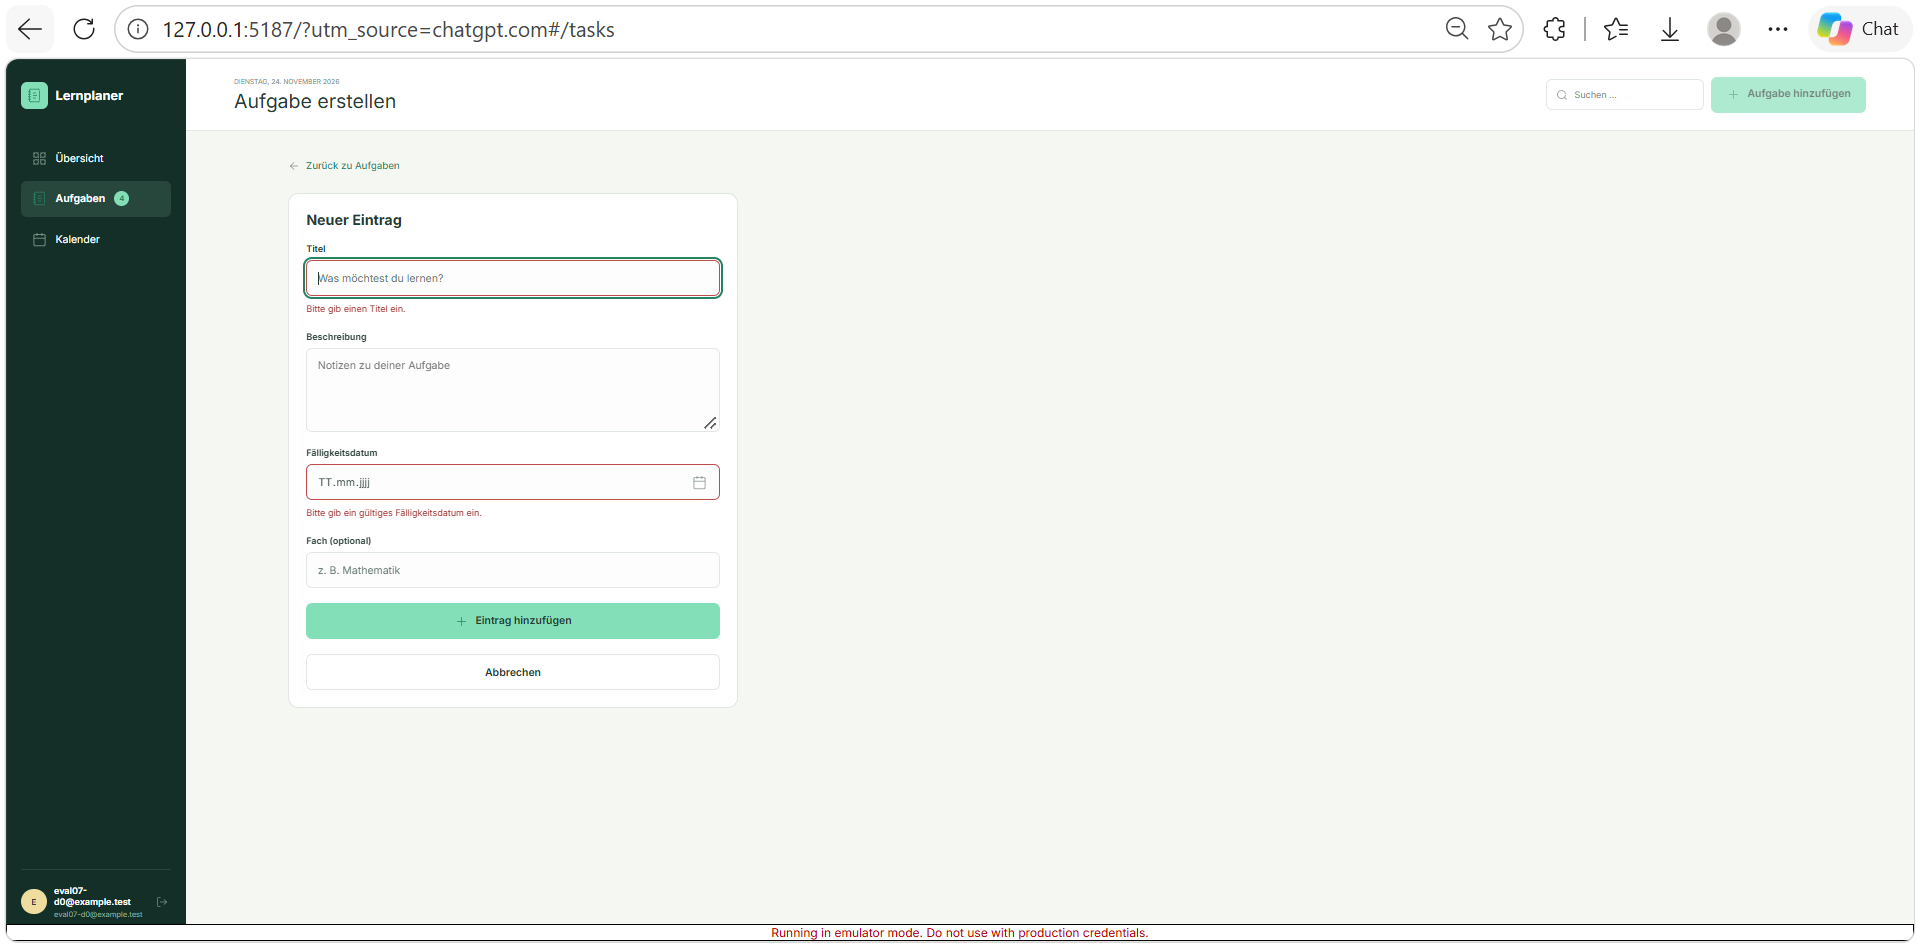 127.0.0.1:5187/?utm_source=chatgpt.com#/tasks
Chat
Lernplaner
Übersicht
Aufgaben 4
Kalender
DIENSTAG, 24. NOVEMBER 2026
Aufgabe erstellen
Suchen ...
Aufgabe hinzufügen
Zurück zu Aufgaben
Neuer Eintrag
Titel
Was möchtest du lernen?
Bitte gib einen Titel ein.
Beschreibung
Notizen zu deiner Aufgabe
Fälligkeitsdatum
TT.mm.jjjj
Bitte gib ein gültiges Fälligkeitsdatum ein.
Fach (optional)
z. B. Mathematik
Eintrag hinzufügen
Abbrechen
E
eval07-
d0@example.test
eval07-d0@example.test
Running in emulator mode. Do not use with production credentials.